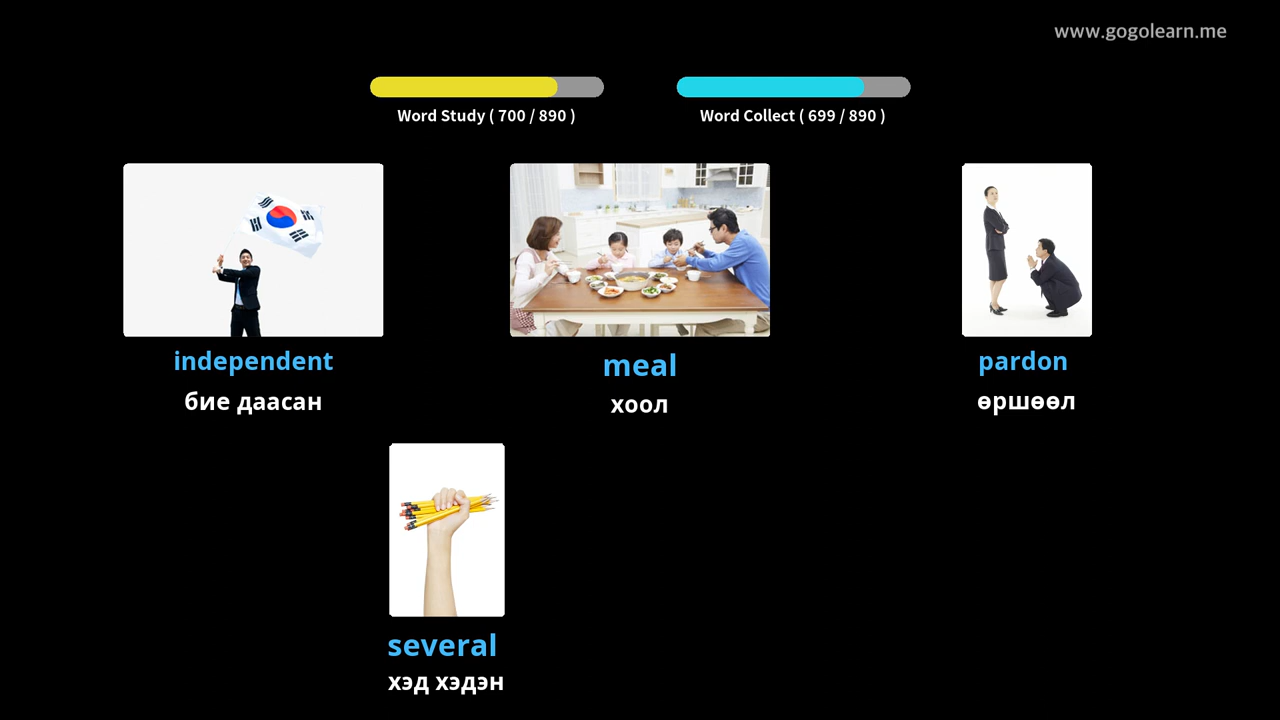 www.gogolearn.me
Word Study ( 700 / 890 )
Word Collect ( 699 / 890 )
independent
бие даасан
meal
хоол
pardon
өршөөл
several
хэд хэдэн